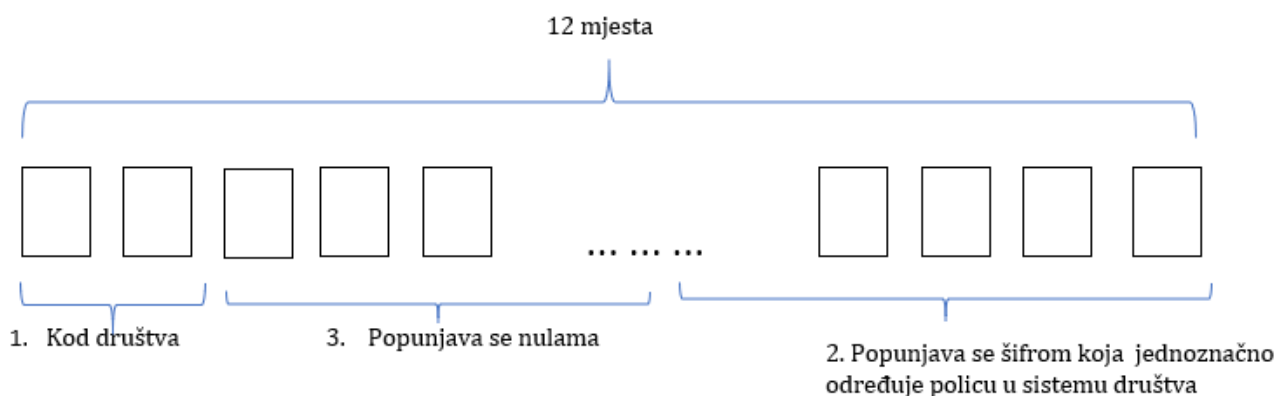 12 mjesta
... ... ...
1. Kod društva
3. Popunjava se nulama
2. Popunjava se šifrom koja jednoznačno
određuje policu u sistemu društva